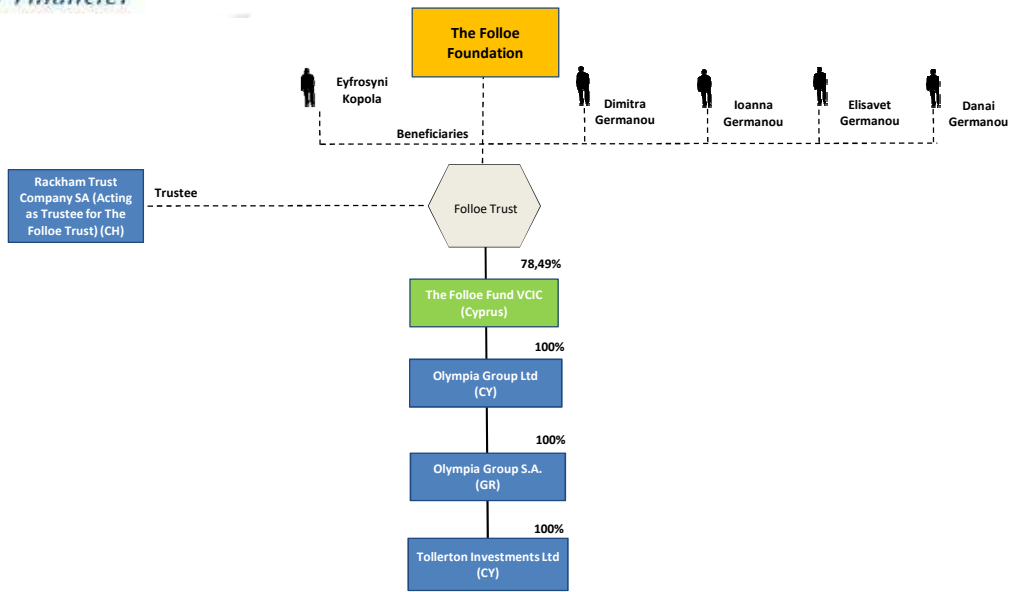 Financier
The Folloe
Foundation
Eyfrosyni
Kopola
Dimitra
Germanou
Ioanna
Germanou
Elisavet
Germanou
Danai
Germanou
Beneficiaries
Rackham Trust
Company SA (Acting
as Trustee for The
Folloe Trust) (CH)
Trustee
Folloe Trust
78,49%
The Folloe Fund VCIC
(Cyprus)
100%
Olympia Group Ltd
(CY)
100%
Olympia Group S.A.
(GR)
100%
Tollerton Investments Ltd
(CY)